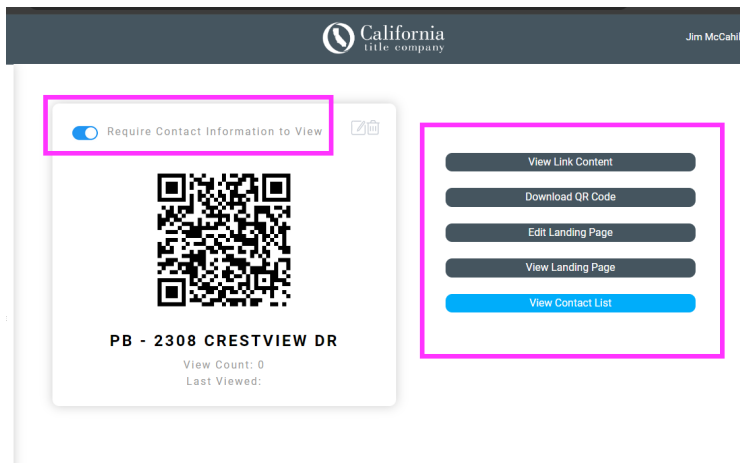 California
title company
Jim McCahil
Require Contact Information to View
PB - 2308 CRESTVIEW DR
View Count: 0
Last Viewed:
View Link Content
Download QR Code
Edit Landing Page
View Landing Page
View Contact List